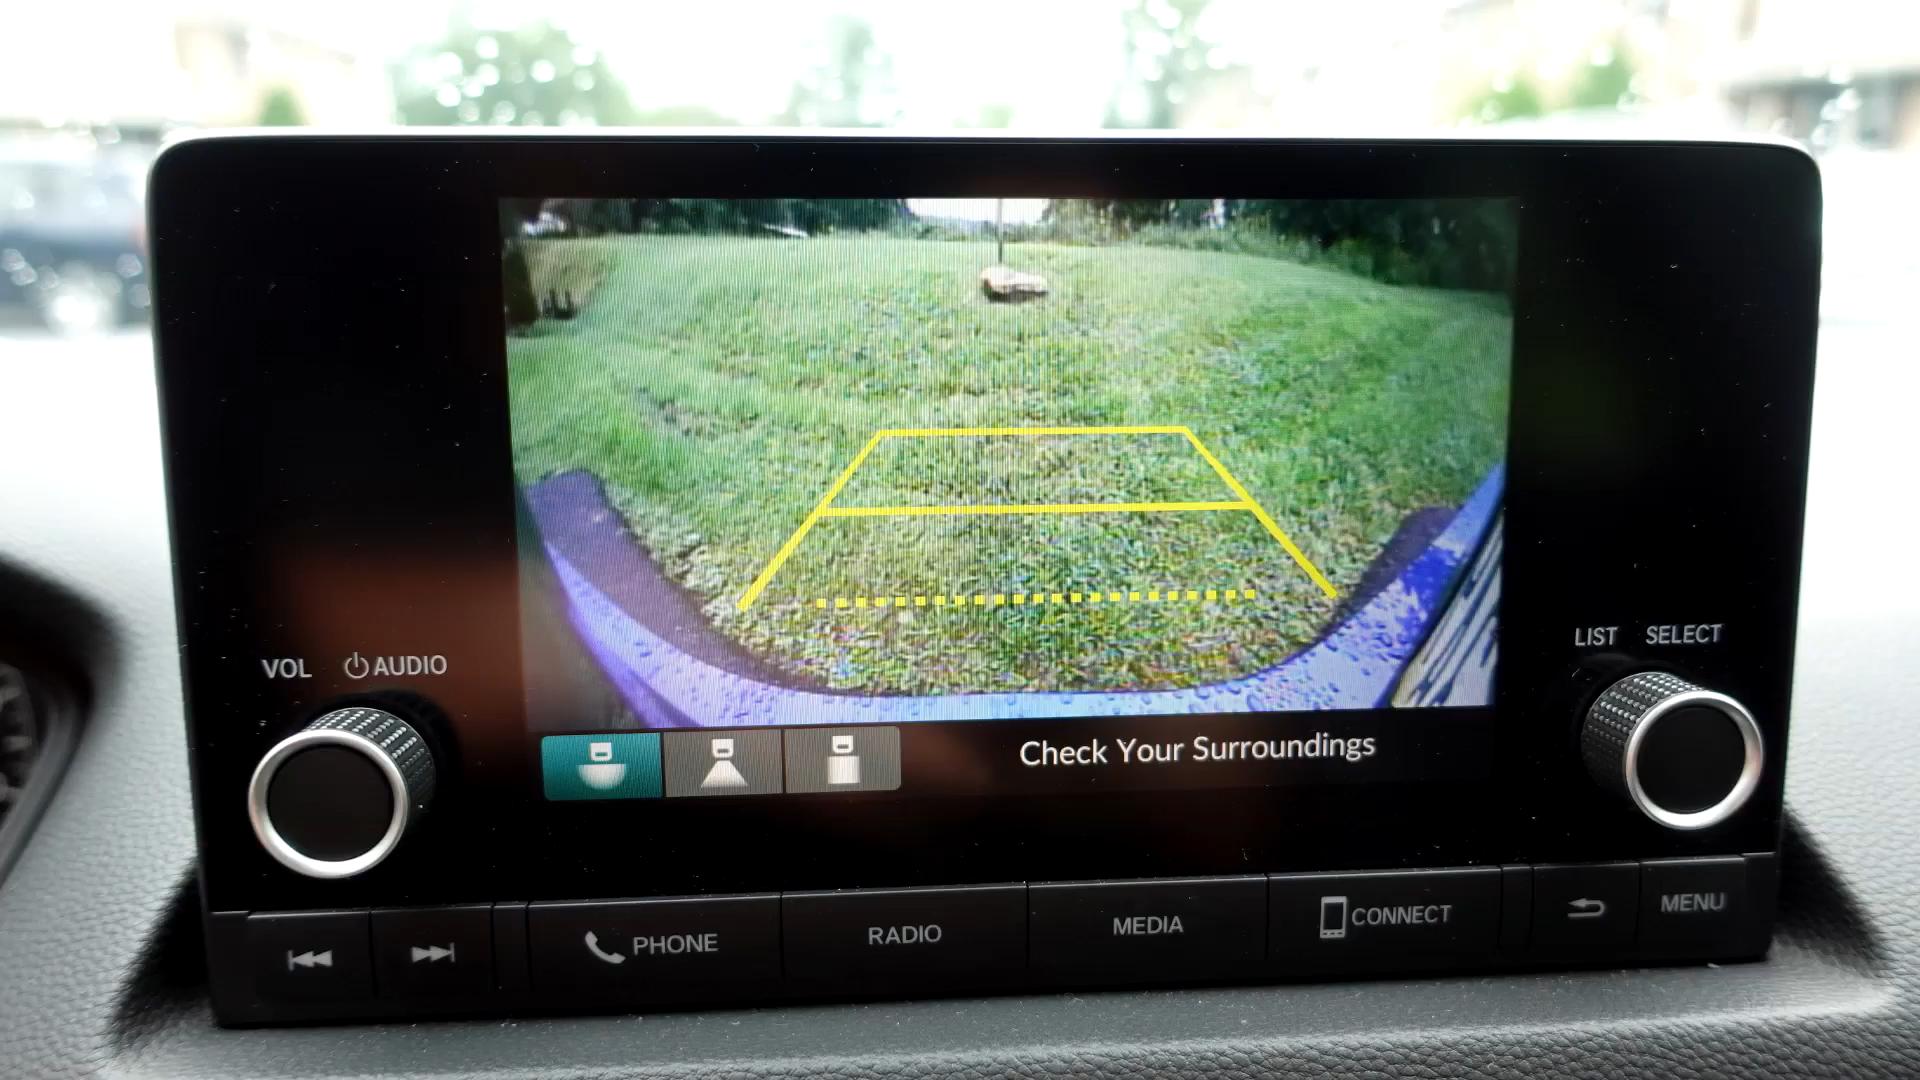 Check Your Surroundings
VOL AUDIO
LIST SELECT
PHONE
RADIO
MEDIA
CONNECT
MENU